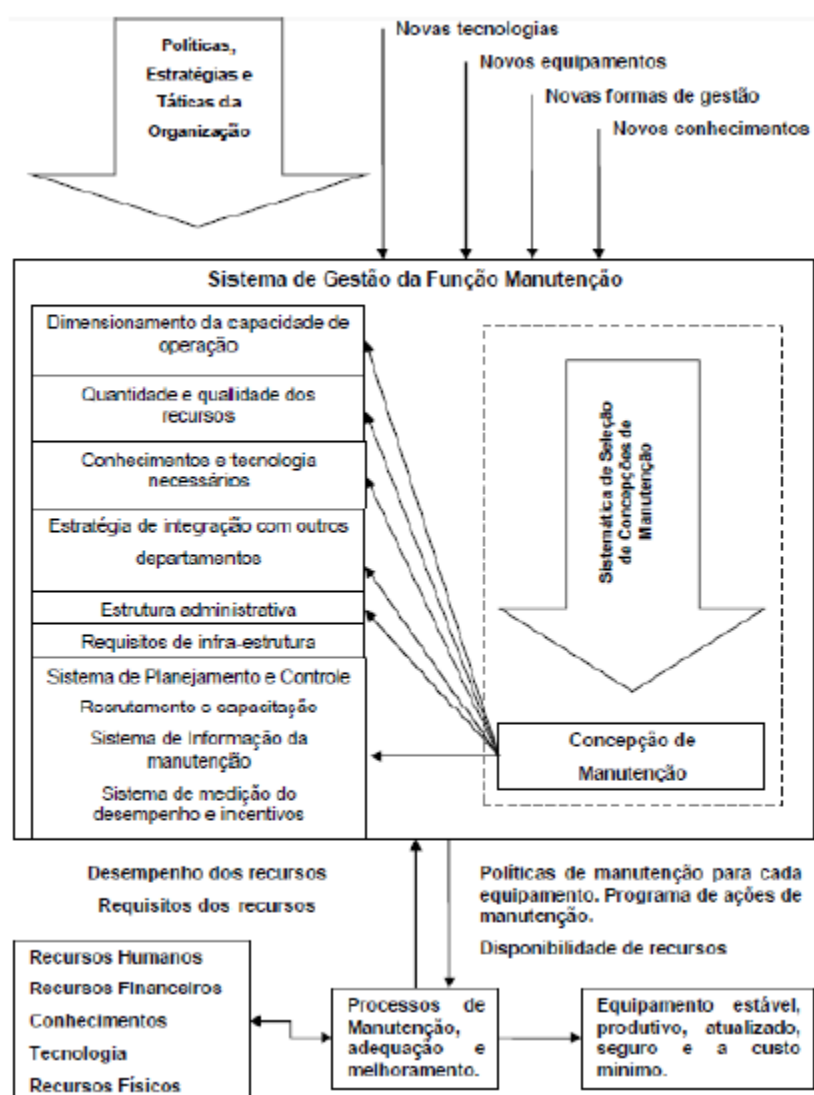 Políticas,
Estratégias e
Táticas da
Organização
Novas tecnologias
Novos equipamentos
Novas formas de gestão
Novos conhecimentos
Sistema de Gestão da Função Manutenção
Dimensionamento da capacidade de
operação
Quantidade e qualidade dos
recursos
Conhecimentos e tecnologia
necessários
Estratégia de integração com outros
departamentos
Estrutura administrativa
Requisitos de infra-estrutura
Sistema de Planejamento e Controle
Recrutamento e capacitação
Sistema de Informação da
manutenção
Sistema de medição do
desempenho e incentivos
Sistemática de Seleção
de Concepções de
Manutenção
Concepção de
Manutenção
Desempenho dos recursos
Requisitos dos recursos
Políticas de manutenção para cada
equipamento. Programa de ações de
manutenção.
Disponibilidade de recursos
Recursos Humanos
Recursos Financeiros
Conhecimentos
Tecnologia
Recursos Físicos
Processos de
Manutenção,
adequação e
melhoramento.
Equipamento estável,
produtivo, atualizado,
seguro e a custo
mínimo.